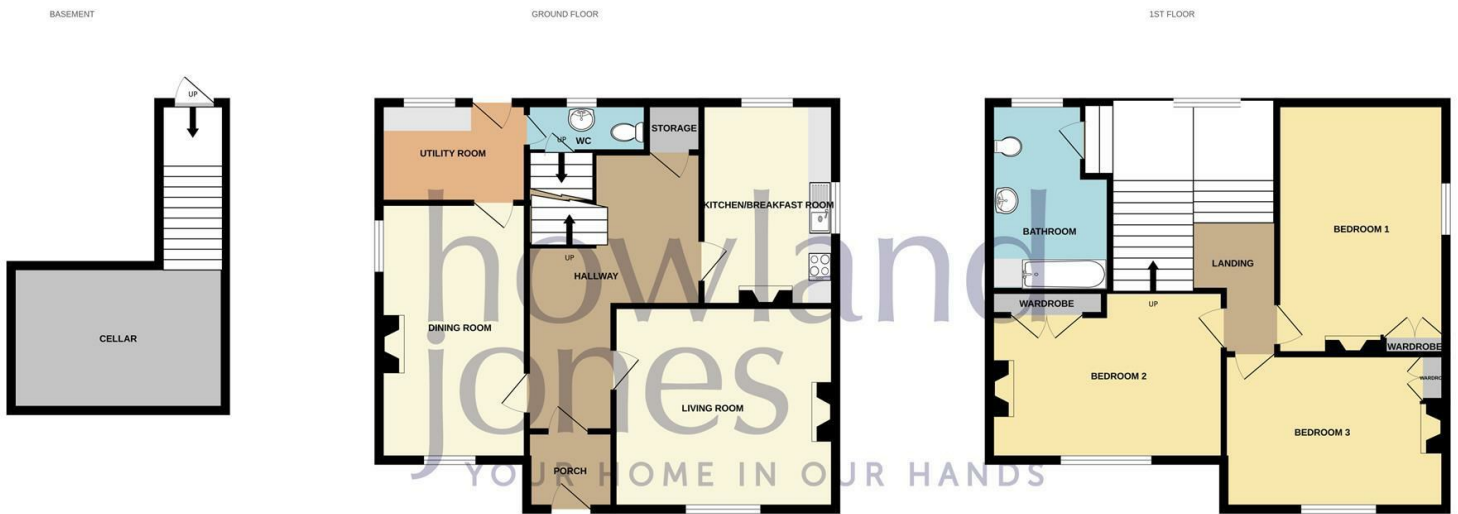 BASEMENT
GROUND FLOOR
1ST FLOOR
UP
CELLAR
UTILITY ROOM
UP
WC
STORAGE
KITCHEN/BREAKFAST ROOM
UP
HALLWAY
DINING ROOM
LIVING ROOM
PORCH
BATHROOM
LANDING
BEDROOM 1
WARDROBE
UP
WARDROBE
BEDROOM 2
BEDROOM 3
howland
jones
YOUR HOME IN OUR HANDS